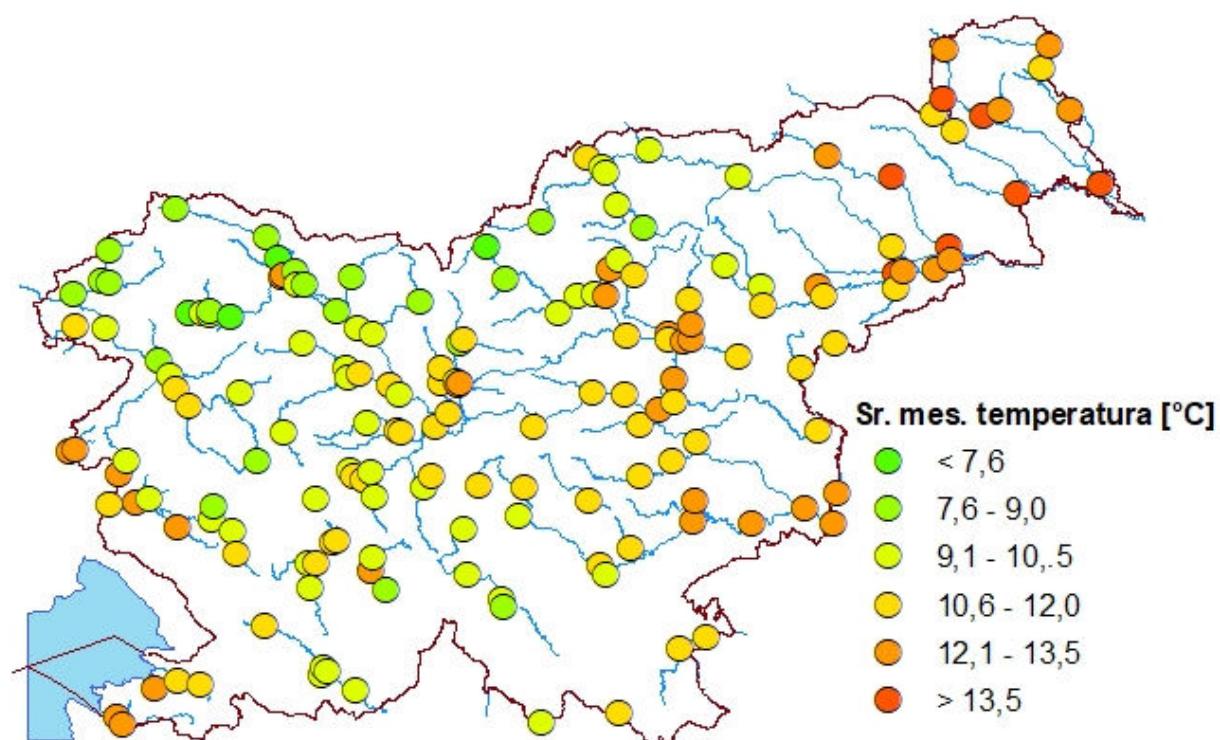 Sr. mes. temperatura [°C]
< 7,6
7,6 - 9,0
9,1 - 10,.5
10,6 - 12,0
12,1 - 13,5
> 13,5